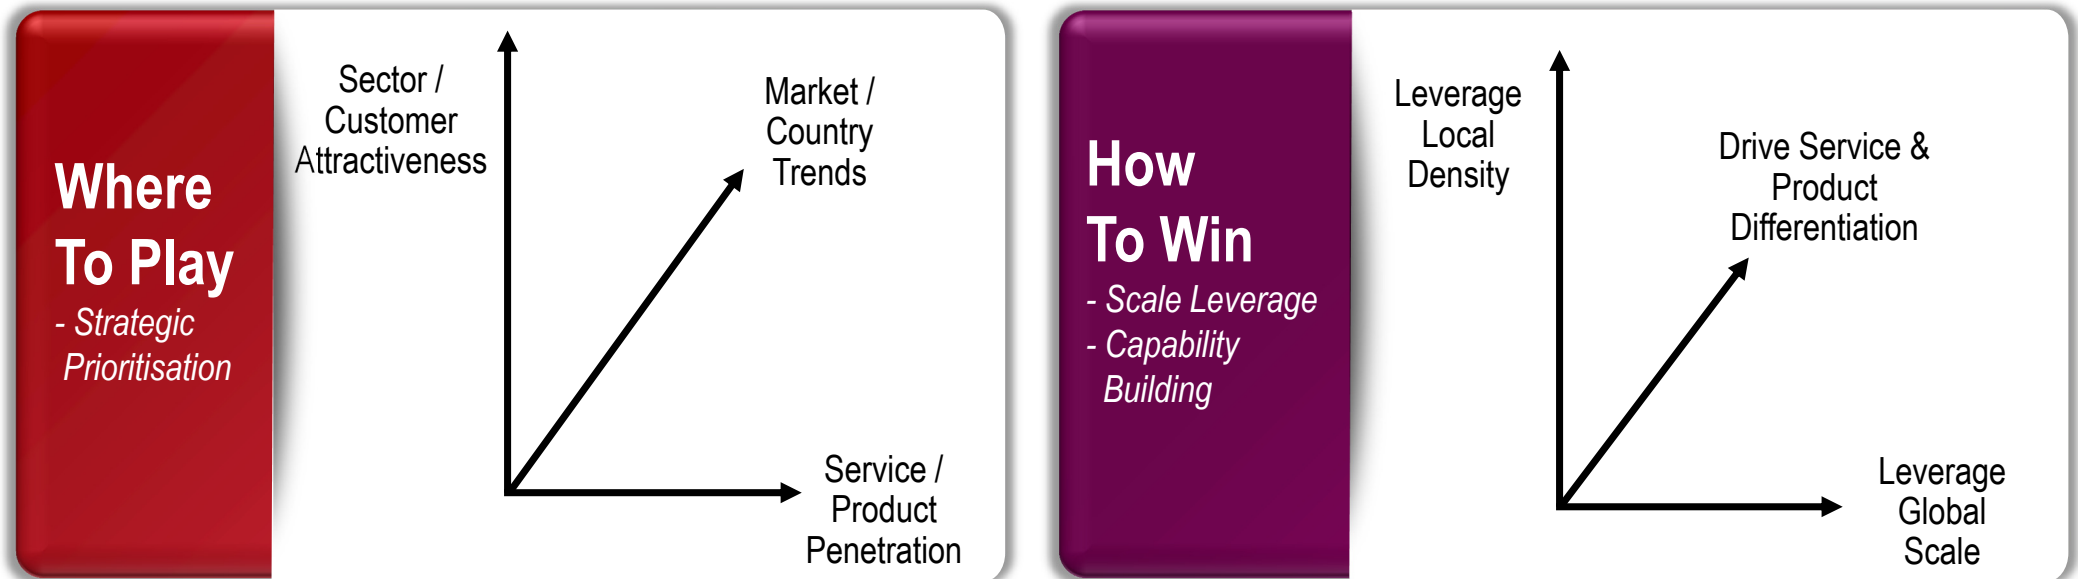 Where
To Play
- Strategic
Prioritisation
Sector /
Customer
Attractiveness
Market /
Country
Trends
Service /
Product
Penetration
How
To Win
- Scale Leverage
- Capability
Building
Leverage
Local
Density
Drive Service &
Product
Differentiation
Leverage
Global
Scale